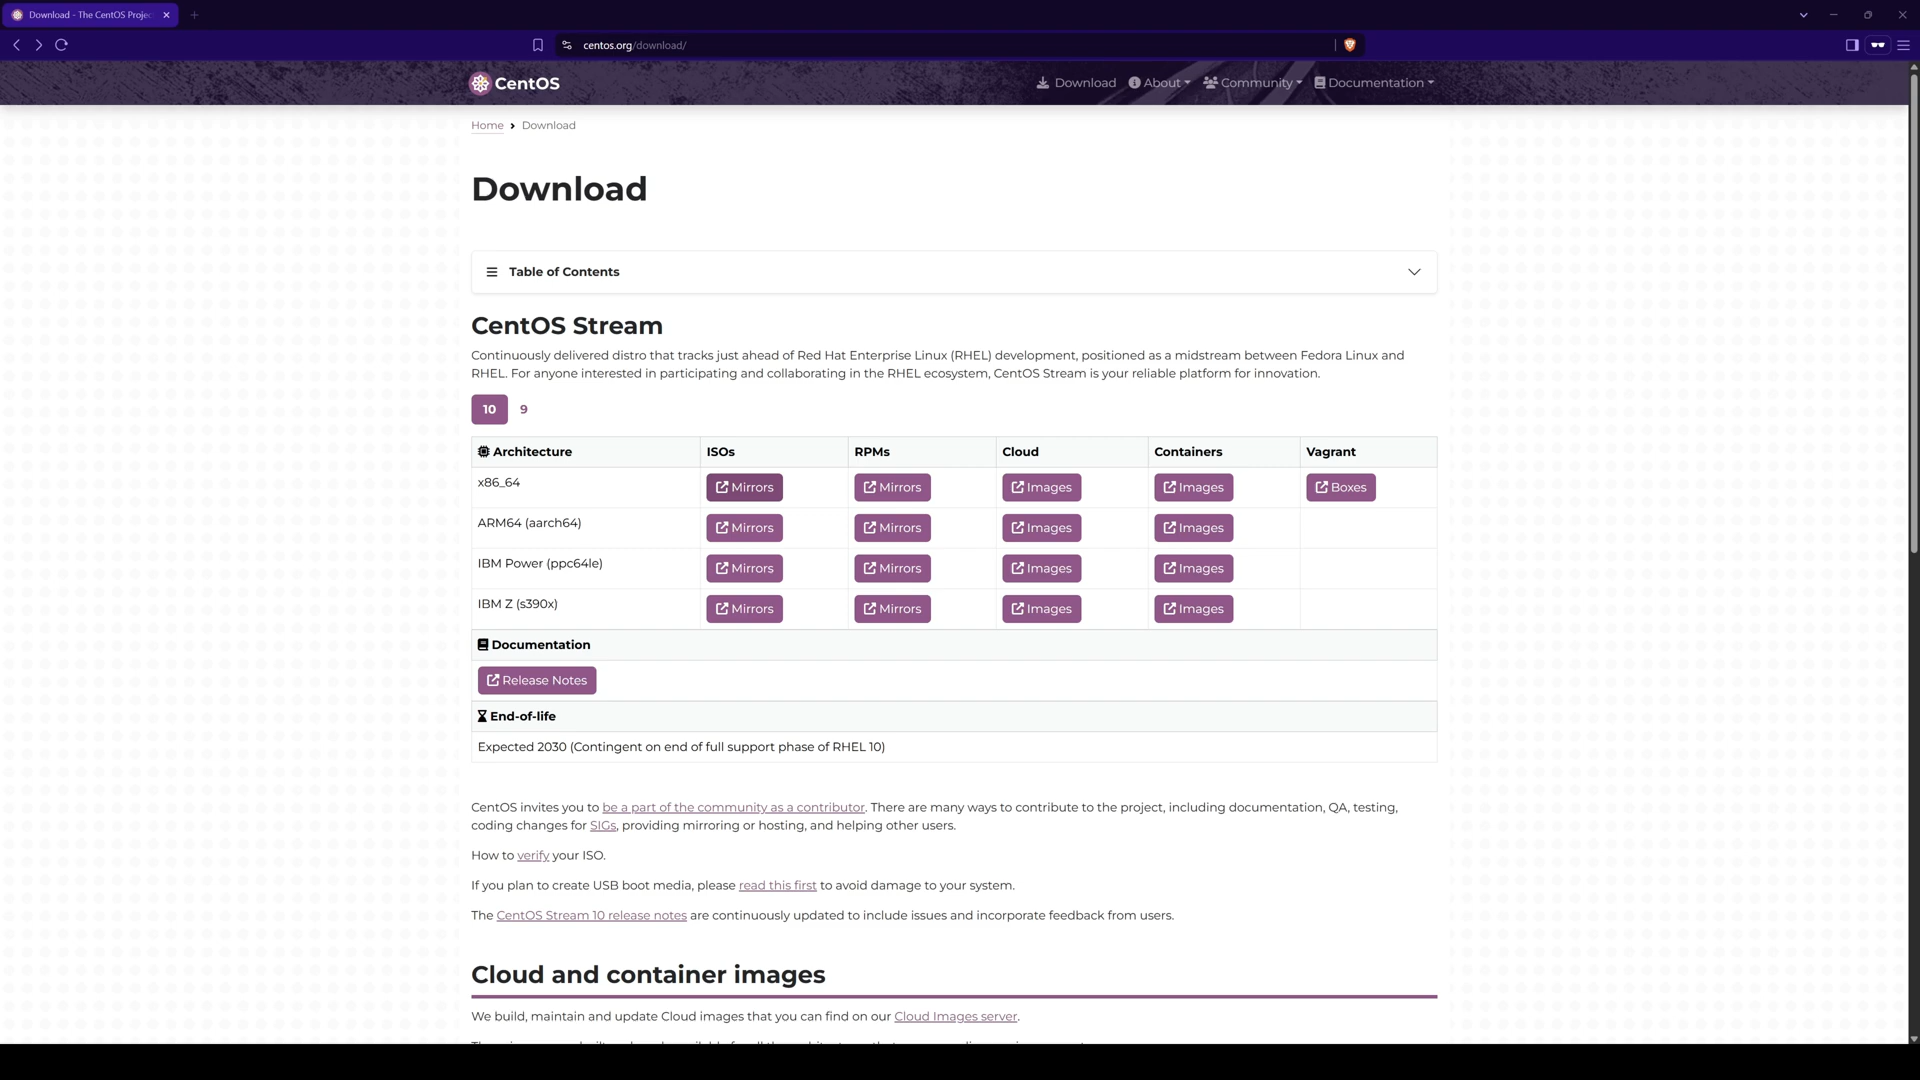 Download - The CentOS Projec
centos.org/download/
CentOS
Download
About
Community
Documentation
Home
Download
Download
Table of Contents
CentOS Stream
Continuously delivered distro that tracks just ahead of Red Hat Enterprise Linux (RHEL) development, positioned as a midstream between Fedora Linux and
RHEL. For anyone interested in participating and collaborating in the RHEL ecosystem, CentOS Stream is your reliable platform for innovation.
10 9
Architecture ISOs RPMs Cloud Containers Vagrant
x86_64 Mirrors Mirrors Images Images Boxes
ARM64 (aarch64) Mirrors Mirrors Images Images
IBM Power (ppc64le) Mirrors Mirrors Images Images
IBM Z (s390x) Mirrors Mirrors Images Images
Documentation
Release Notes
End-of-life
Expected 2030 (Contingent on end of full support phase of RHEL 10)
CentOS invites you to be a part of the community as a contributor. There are many ways to contribute to the project, including documentation, QA, testing,
coding changes for SIGs, providing mirroring or hosting, and helping other users.
How to verify your ISO.
If you plan to create USB boot media, please read this first to avoid damage to your system.
The CentOS Stream 10 release notes are continuously updated to include issues and incorporate feedback from users.
Cloud and container images
We build, maintain and update Cloud images that you can find on our Cloud Images server.